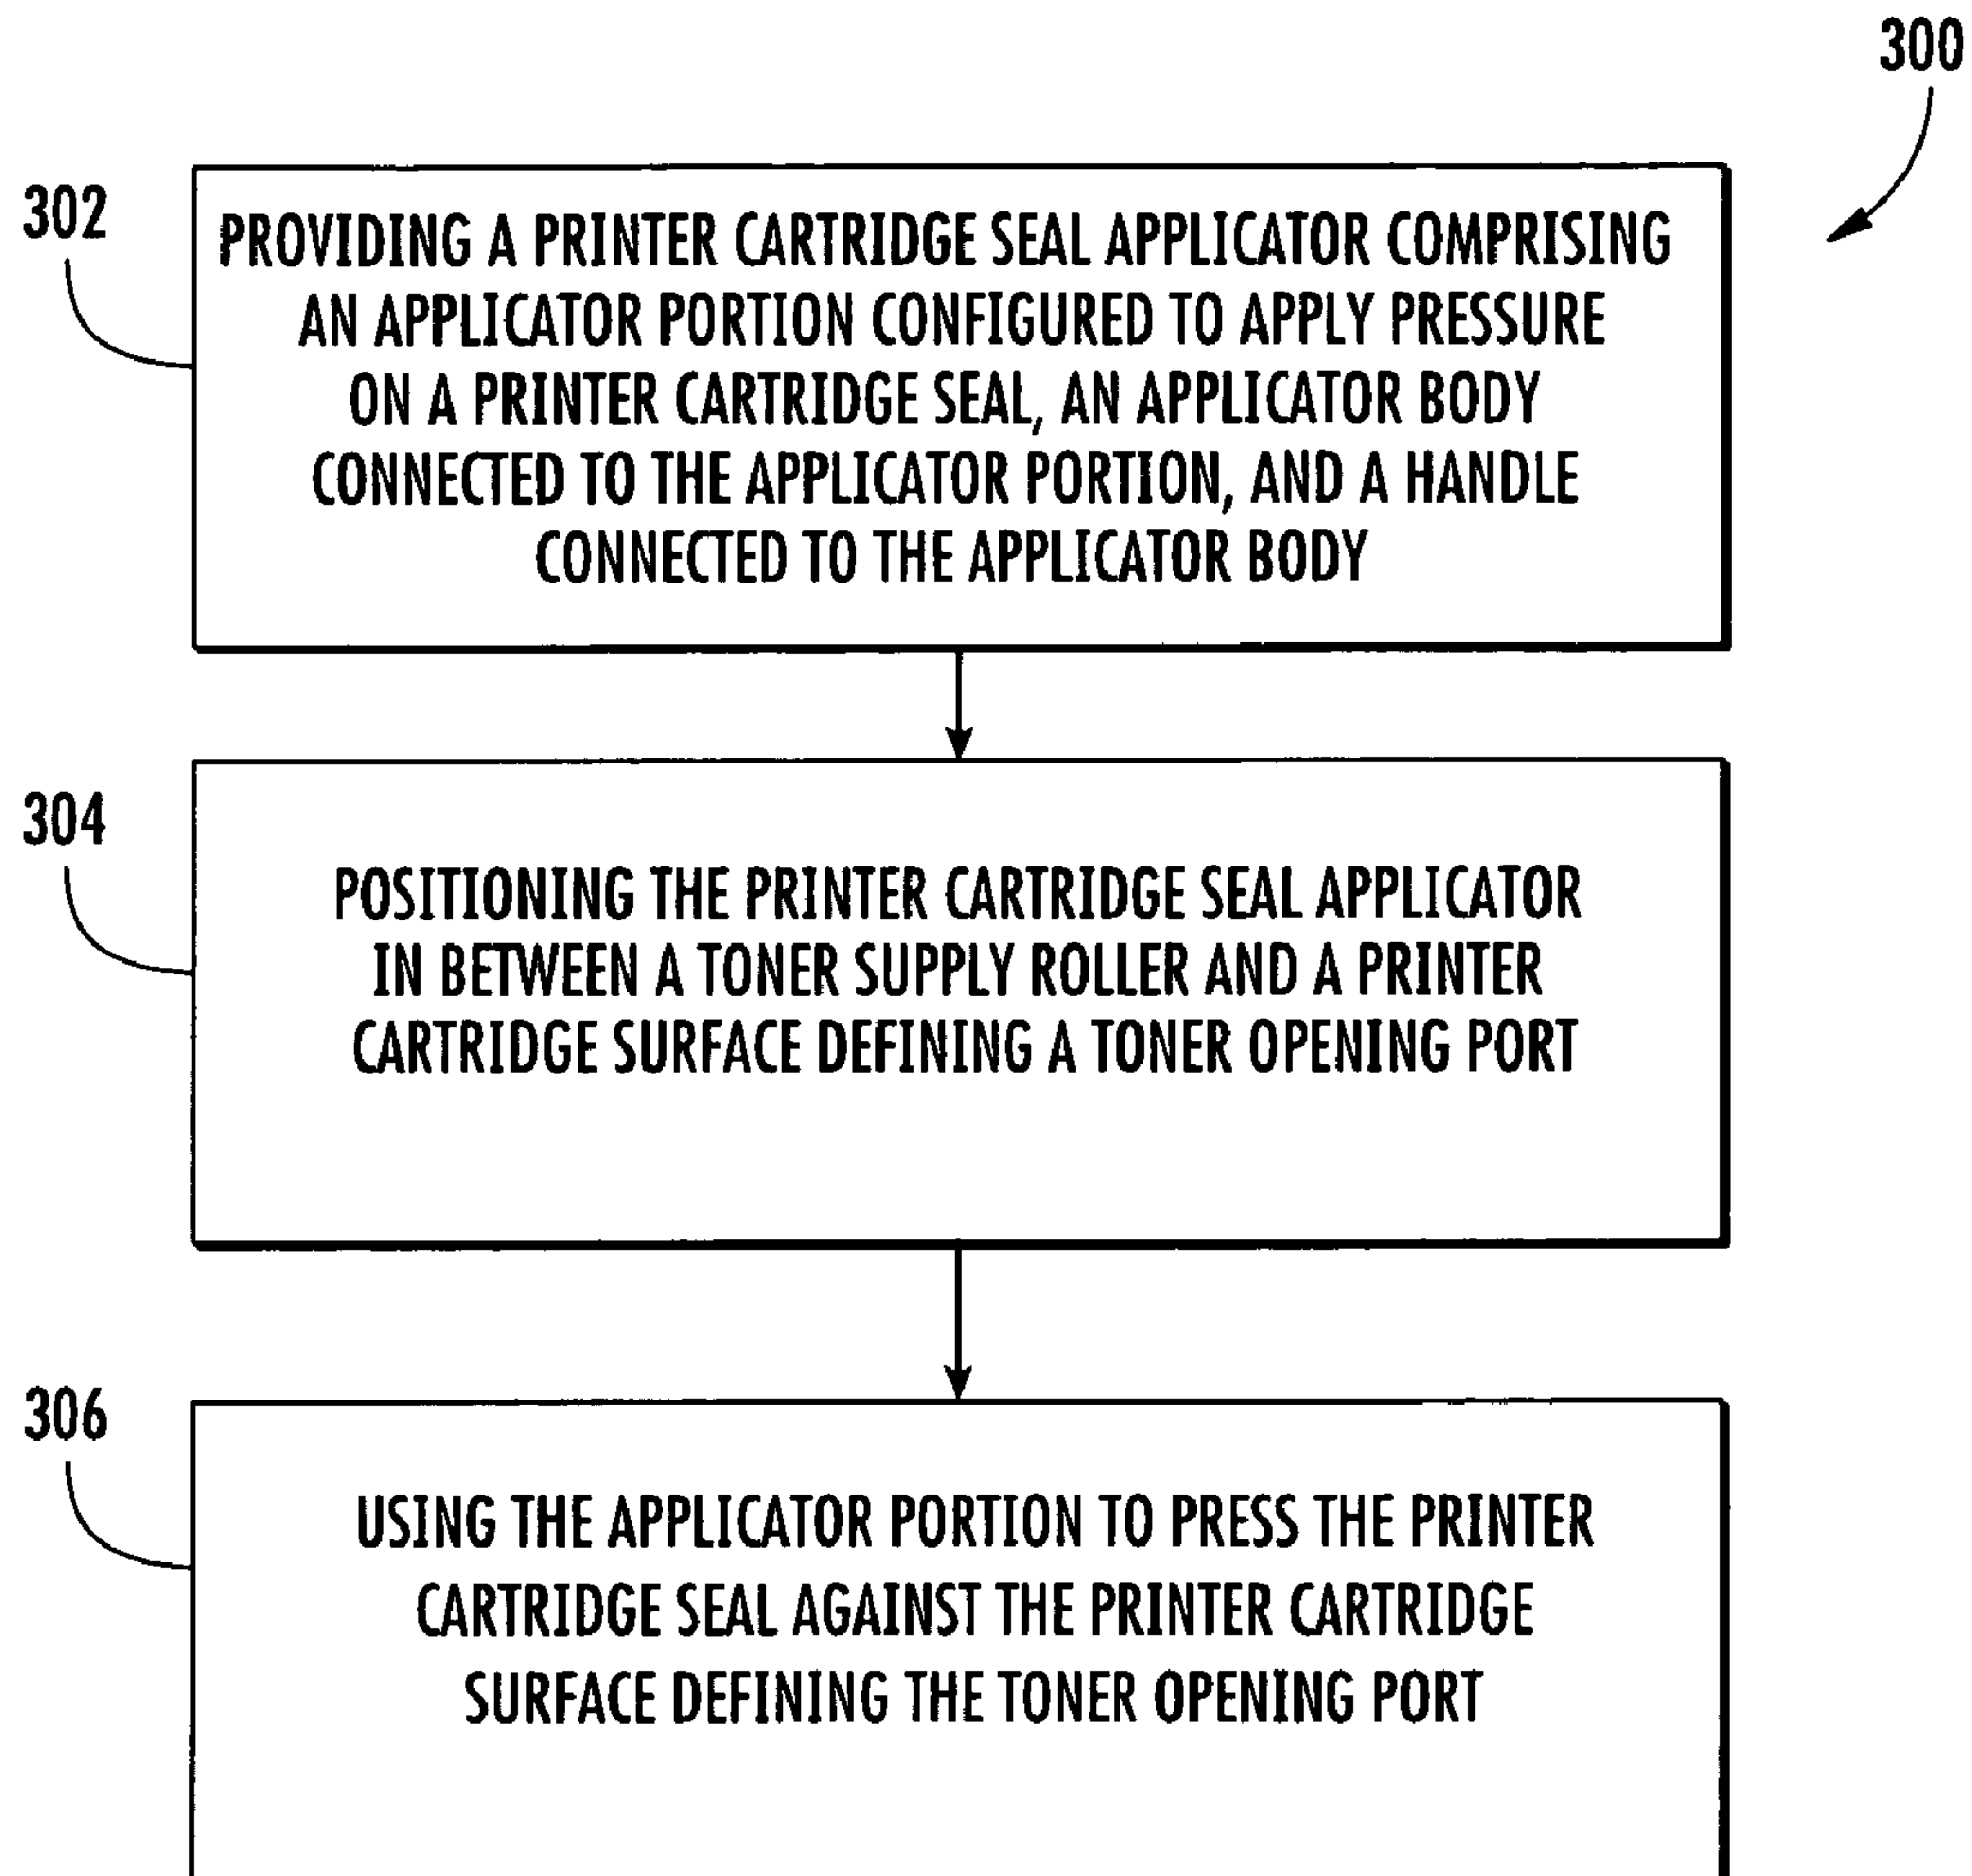 300
302
PROVIDING A PRINTER CARTRIDGE SEAL APPLICATOR COMPRISING
AN APPLICATOR PORTION CONFIGURED TO APPLY PRESSURE
ON A PRINTER CARTRIDGE SEAL, AN APPLICATOR BODY
CONNECTED TO THE APPLICATOR PORTION, AND A HANDLE
CONNECTED TO THE APPLICATOR BODY
304
POSITIONING THE PRINTER CARTRIDGE SEAL APPLICATOR
IN BETWEEN A TONER SUPPLY ROLLER AND A PRINTER
CARTRIDGE SURFACE DEFINING A TONER OPENING PORT
306
USING THE APPLICATOR PORTION TO PRESS THE PRINTER
CARTRIDGE SEAL AGAINST THE PRINTER CARTRIDGE
SURFACE DEFINING THE TONER OPENING PORT